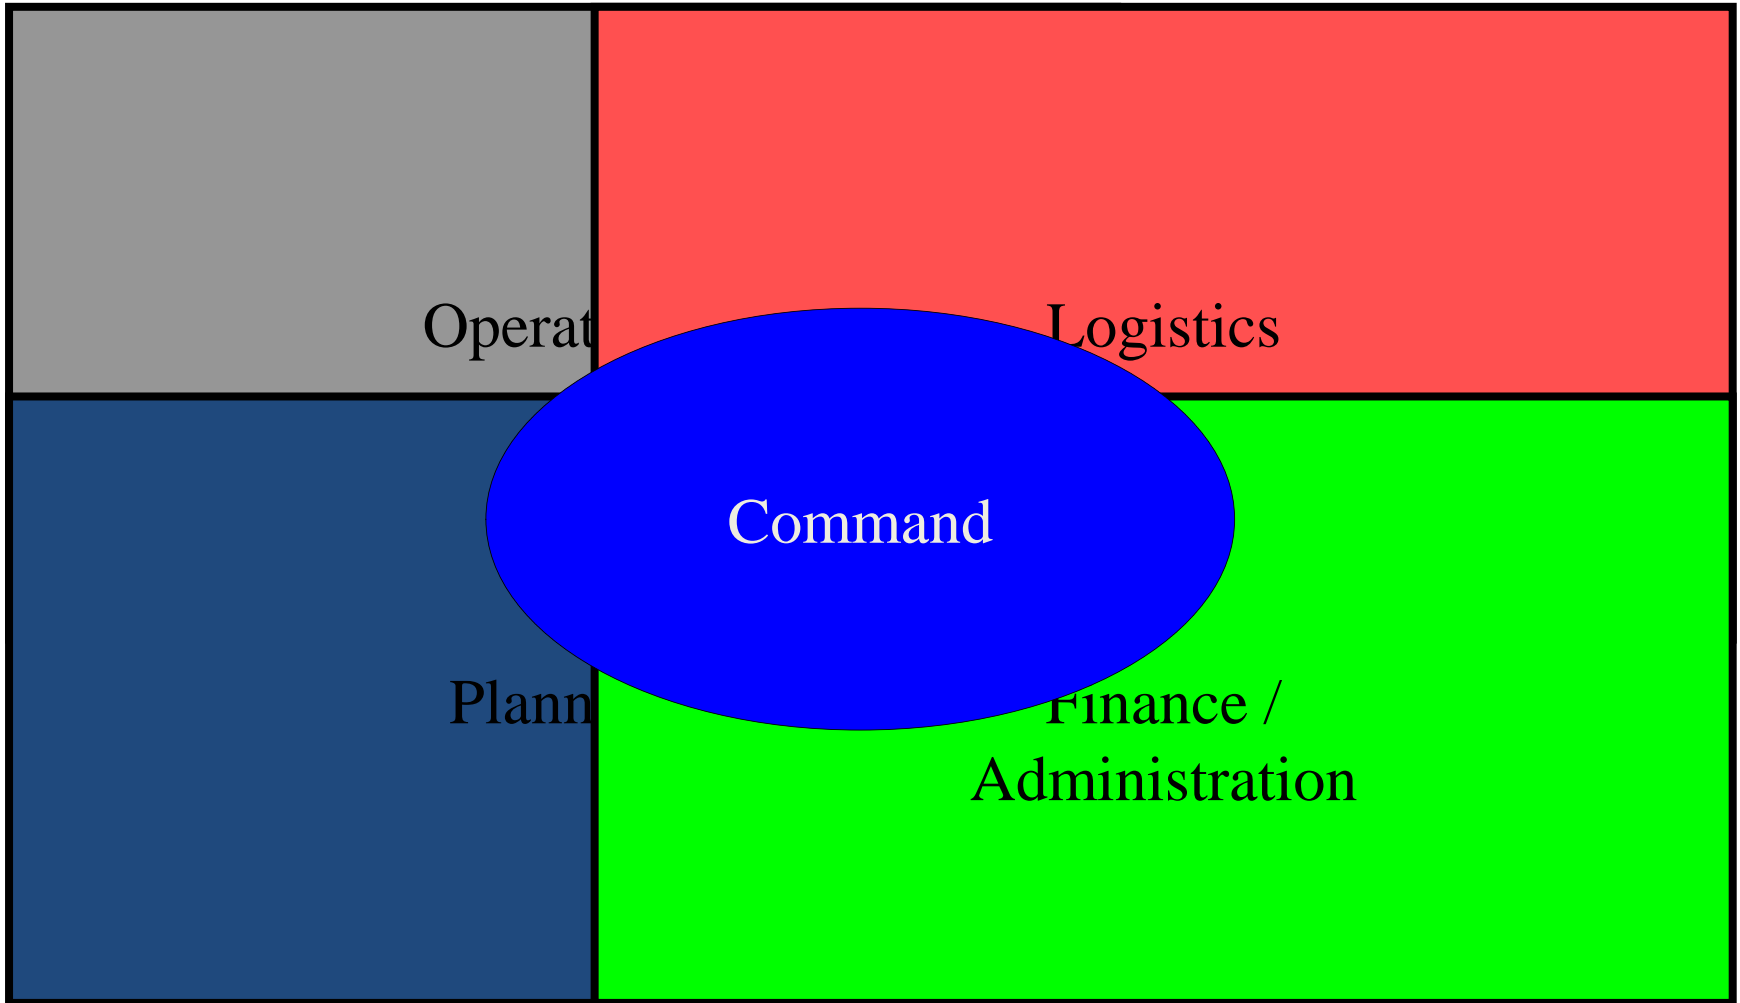 Operat
Logistics
Command
Plann
Finance /
Administration